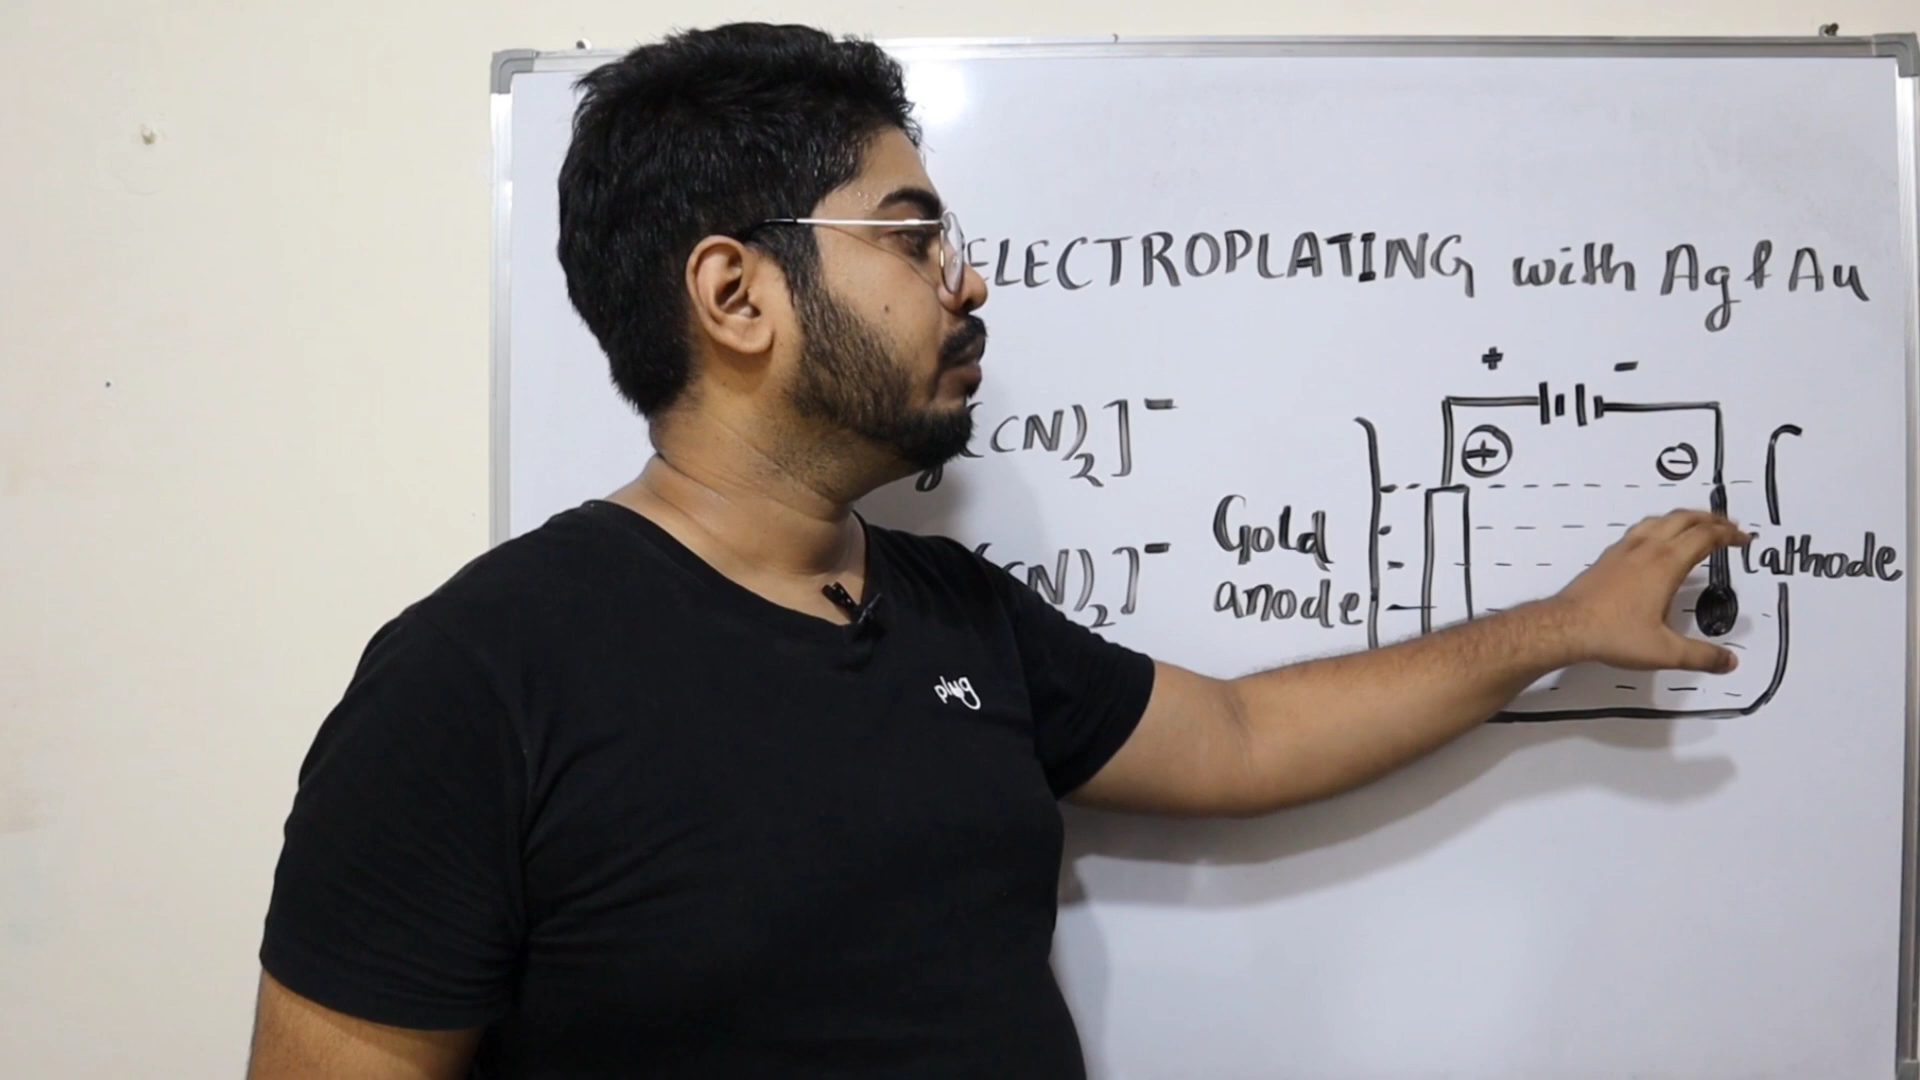 ELECTROPLATING with Ag & Au
+ -
(CN)2]-
+ -
Gold
anode
Cathode
(CN)2]-
plug